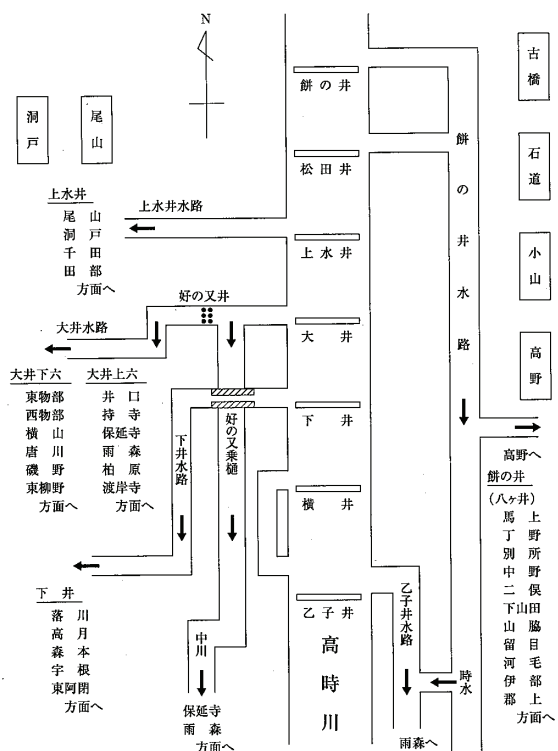 N
古橋
石道
小山
高野
洞戸
尾山
餅の井
松田井
上水井
大井
下井
横井
乙子井
高時川
餅の井水路
上水井水路
上水井
尾山
洞戸
千田
田部
方面へ
好の又井
大井水路
大井下六
東物部
西物部
横山
唐川
磯野
東柳野
方面へ
大井上六
井口
持寺
保延寺
雨森
柏原
渡岸寺
方面へ
下井水路
好の又乗樋
下井
落川
高月
森本
宇根
東阿閉
方面へ
中川
保延寺
雨森
方面へ
乙子井水路
時水
雨森へ
高野へ
餅の井
(八ヶ井)
馬上
丁野
別所
中野
二俣
下山田
山脇
留目
河毛
伊部
郡上
方面へ